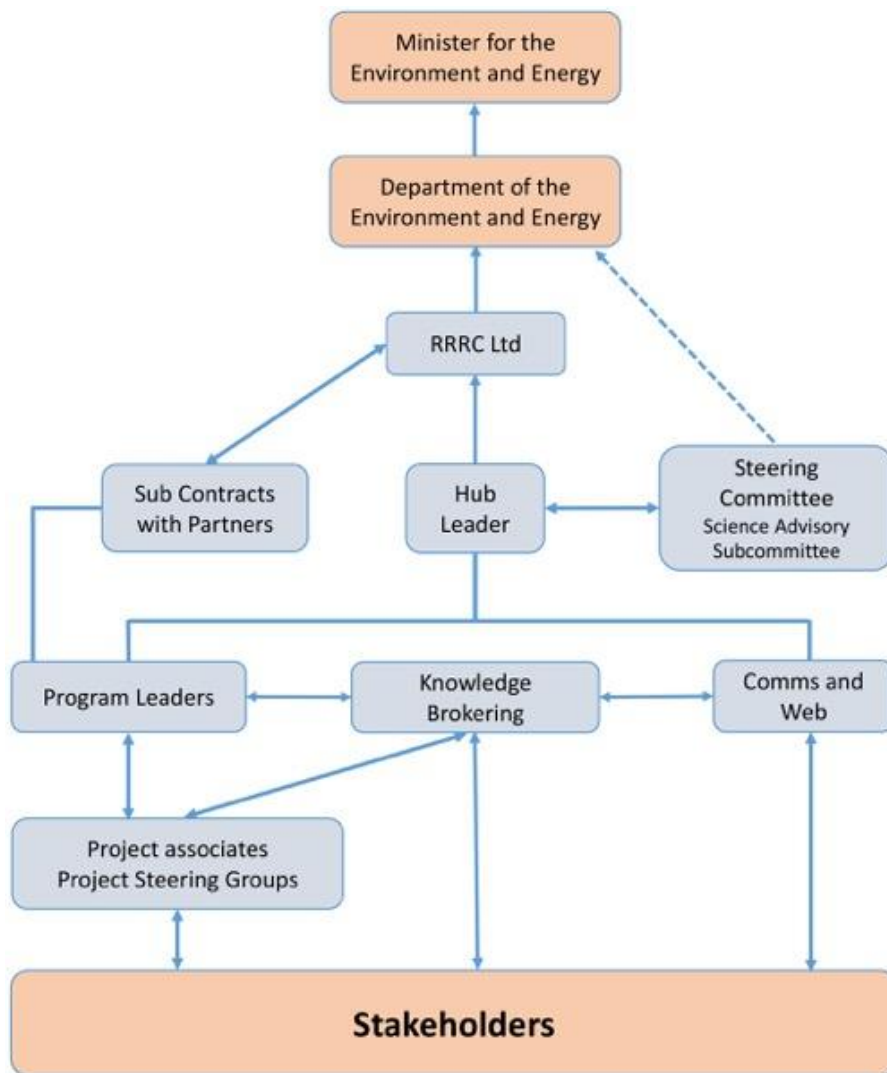 Minister for the
Environment and Energy
Department of the
Environment and Energy
RRRC Ltd
Sub Contracts
with Partners
Hub
Leader
Steering
Committee
Science Advisory
Subcommittee
Program Leaders
Knowledge
Brokering
Comms and
Web
Project associates
Project Steering Groups
Stakeholders